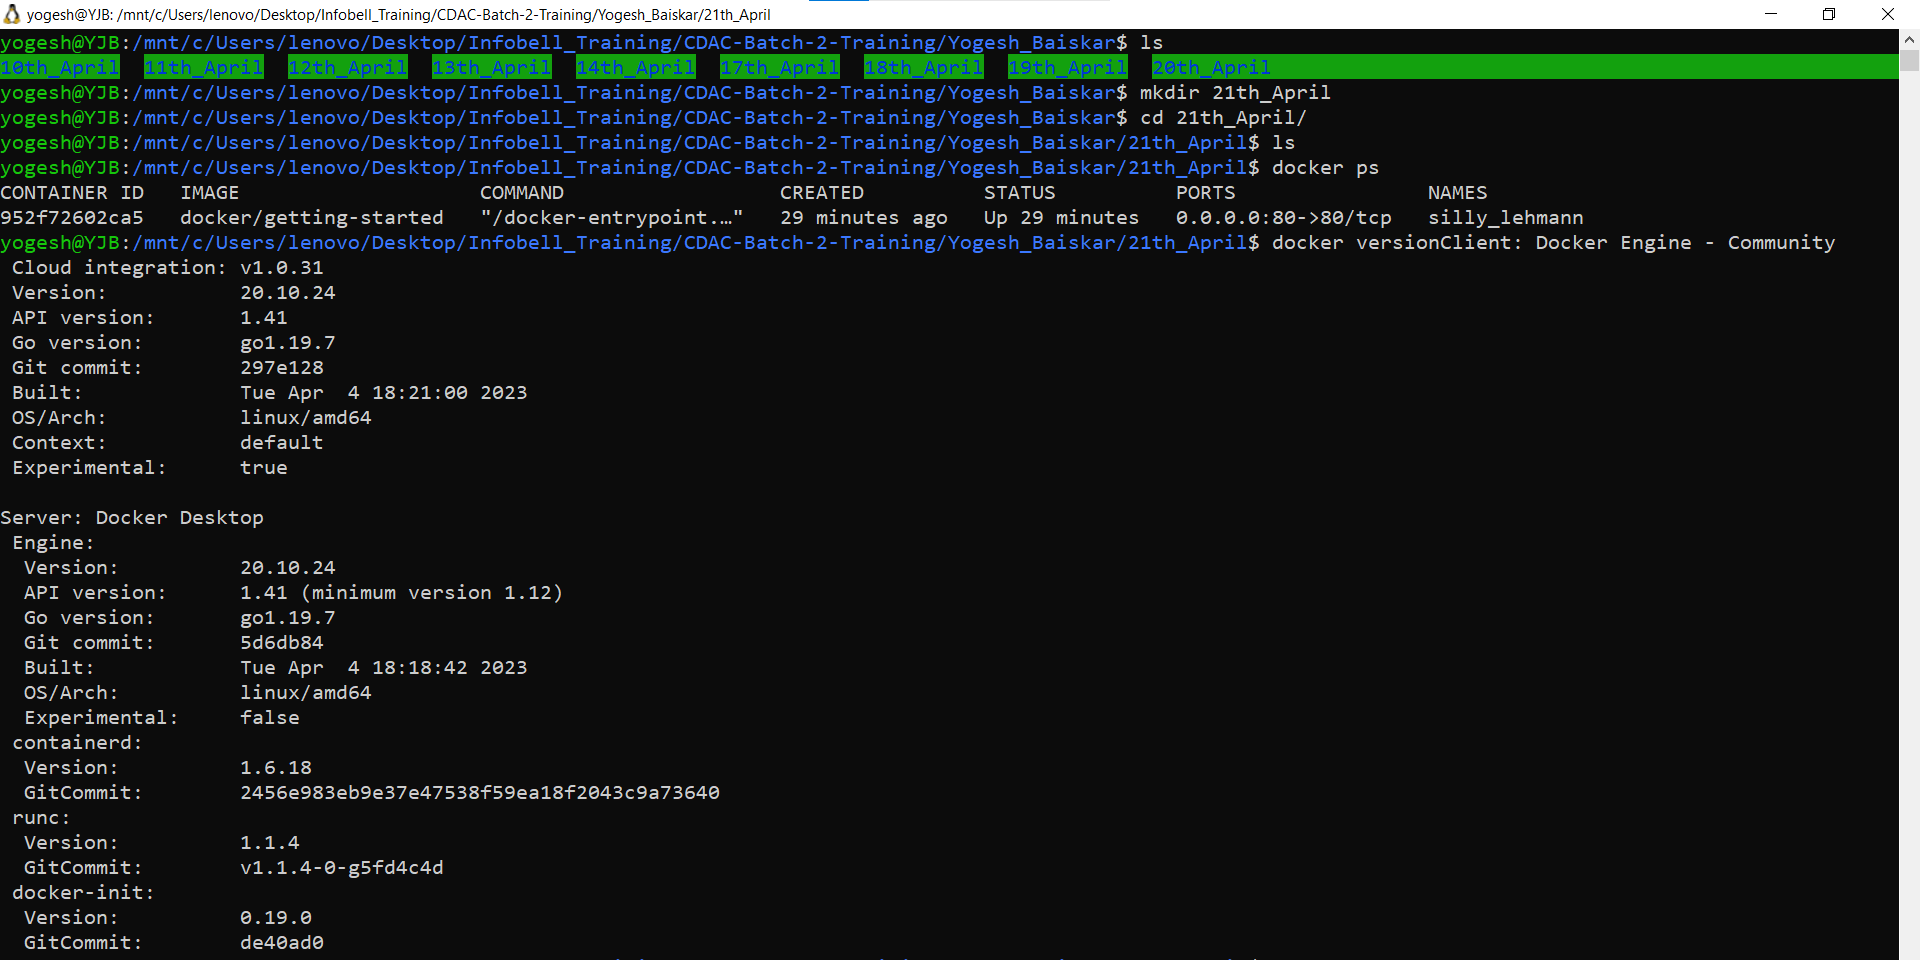 yogesh@YJB: /mnt/c/Users/lenovo/Desktop/Infobell_Training/CDAC-Batch-2-Training/Yogesh_Baiskar/21th_April
yogesh@YJB:/mnt/c/Users/lenovo/Desktop/Infobell_Training/CDAC-Batch-2-Training/Yogesh_Baiskar$ ls
10th_April  11th_April  12th_April  13th_April  14th_April  17th_April  18th_April  19th_April  20th_April
yogesh@YJB:/mnt/c/Users/lenovo/Desktop/Infobell_Training/CDAC-Batch-2-Training/Yogesh_Baiskar$ mkdir 21th_April
yogesh@YJB:/mnt/c/Users/lenovo/Desktop/Infobell_Training/CDAC-Batch-2-Training/Yogesh_Baiskar$ cd 21th_April/
yogesh@YJB:/mnt/c/Users/lenovo/Desktop/Infobell_Training/CDAC-Batch-2-Training/Yogesh_Baiskar/21th_April$ ls
yogesh@YJB:/mnt/c/Users/lenovo/Desktop/Infobell_Training/CDAC-Batch-2-Training/Yogesh_Baiskar/21th_April$ docker ps
CONTAINER ID   IMAGE                    COMMAND                  CREATED          STATUS          PORTS                NAMES
952f72602ca5   docker/getting-started   "/docker-entrypoint.…"   29 minutes ago   Up 29 minutes   0.0.0.0:80->80/tcp   silly_lehmann
yogesh@YJB:/mnt/c/Users/lenovo/Desktop/Infobell_Training/CDAC-Batch-2-Training/Yogesh_Baiskar/21th_April$ docker versionClient: Docker Engine - Community
 Cloud integration: v1.0.31
 Version:           20.10.24
 API version:       1.41
 Go version:        go1.19.7
 Git commit:        297e128
 Built:             Tue Apr  4 18:21:00 2023
 OS/Arch:           linux/amd64
 Context:           default
 Experimental:      true

Server: Docker Desktop
 Engine:
  Version:          20.10.24
  API version:      1.41 (minimum version 1.12)
  Go version:       go1.19.7
  Git commit:       5d6db84
  Built:            Tue Apr  4 18:18:42 2023
  OS/Arch:          linux/amd64
  Experimental:     false
 containerd:
  Version:          1.6.18
  GitCommit:        2456e983eb9e37e47538f59ea18f2043c9a73640
 runc:
  Version:          1.1.4
  GitCommit:        v1.1.4-0-g5fd4c4d
 docker-init:
  Version:          0.19.0
  GitCommit:        de40ad0